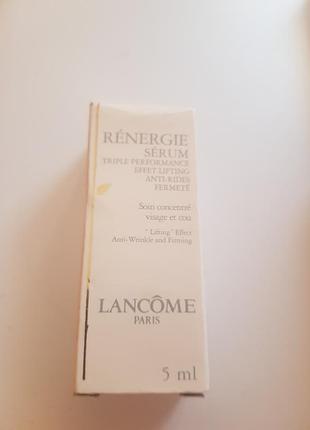 RÉNERGIE
SÉRUM
TRIPLE PERFORMANCE
EFFET LIFTING
ANTI-RIDES
FERMETÉ
Soin concentré
visage et cou
"Lifting" Effect
Anti-Wrinkle and Firming
LANCÔME
PARIS
5 ml